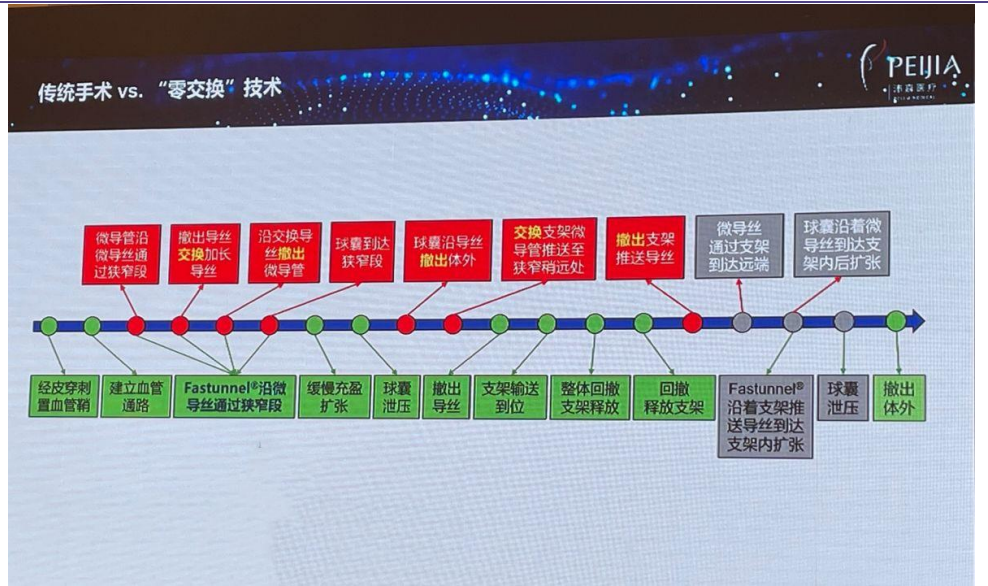 传统手术 vs. “零交换”技术
PEIJIA
沛嘉医疗
微导管沿
微导丝通
过狭窄段
撤出导丝
交换加长
导丝
沿交换导
丝撤出
微导管
球囊到达
狭窄段
球囊沿导丝
撤出体外
交换支架微
导管推送至
狭窄稍远处
撤出支架
推送导丝
微导丝
通过支架
到达远端
球囊沿着微
导丝到达支
架内后扩张
经皮穿刺
置血管鞘
建立血管
通路
Fastunnel®沿微
导丝通过狭窄段
缓慢充盈
扩张
球囊
泄压
撤出
导丝
支架输送
到位
整体回撤
支架释放
回撤
释放支架
Fastunnel®
沿着支架推
送导丝到达
支架内扩张
球囊
泄压
撤出
体外